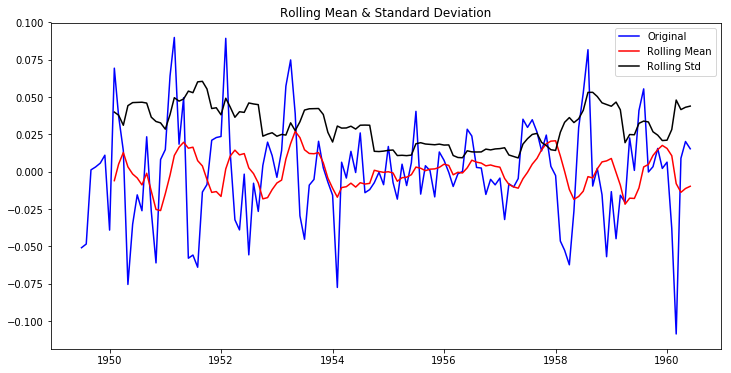 Rolling Mean & Standard Deviation
Original
Rolling Mean
Rolling Std
0.100
0.075
0.050
0.025
0.000
−0.025
−0.050
−0.075
−0.100
1950 1952 1954 1956 1958 1960